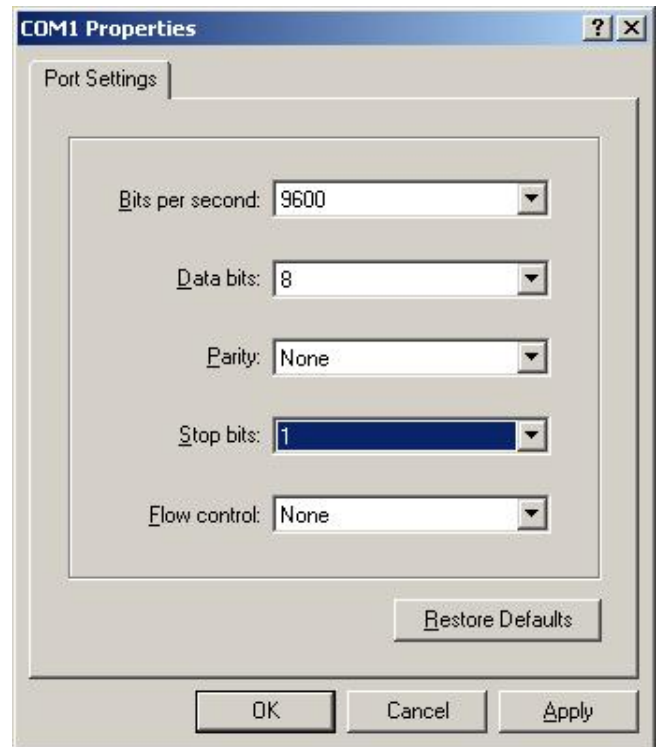 COM1 Properties
Port Settings
Bits per second: 9600
Data bits: 8
Parity: None
Stop bits: 1
Flow control: None
Restore Defaults
OK Cancel Apply